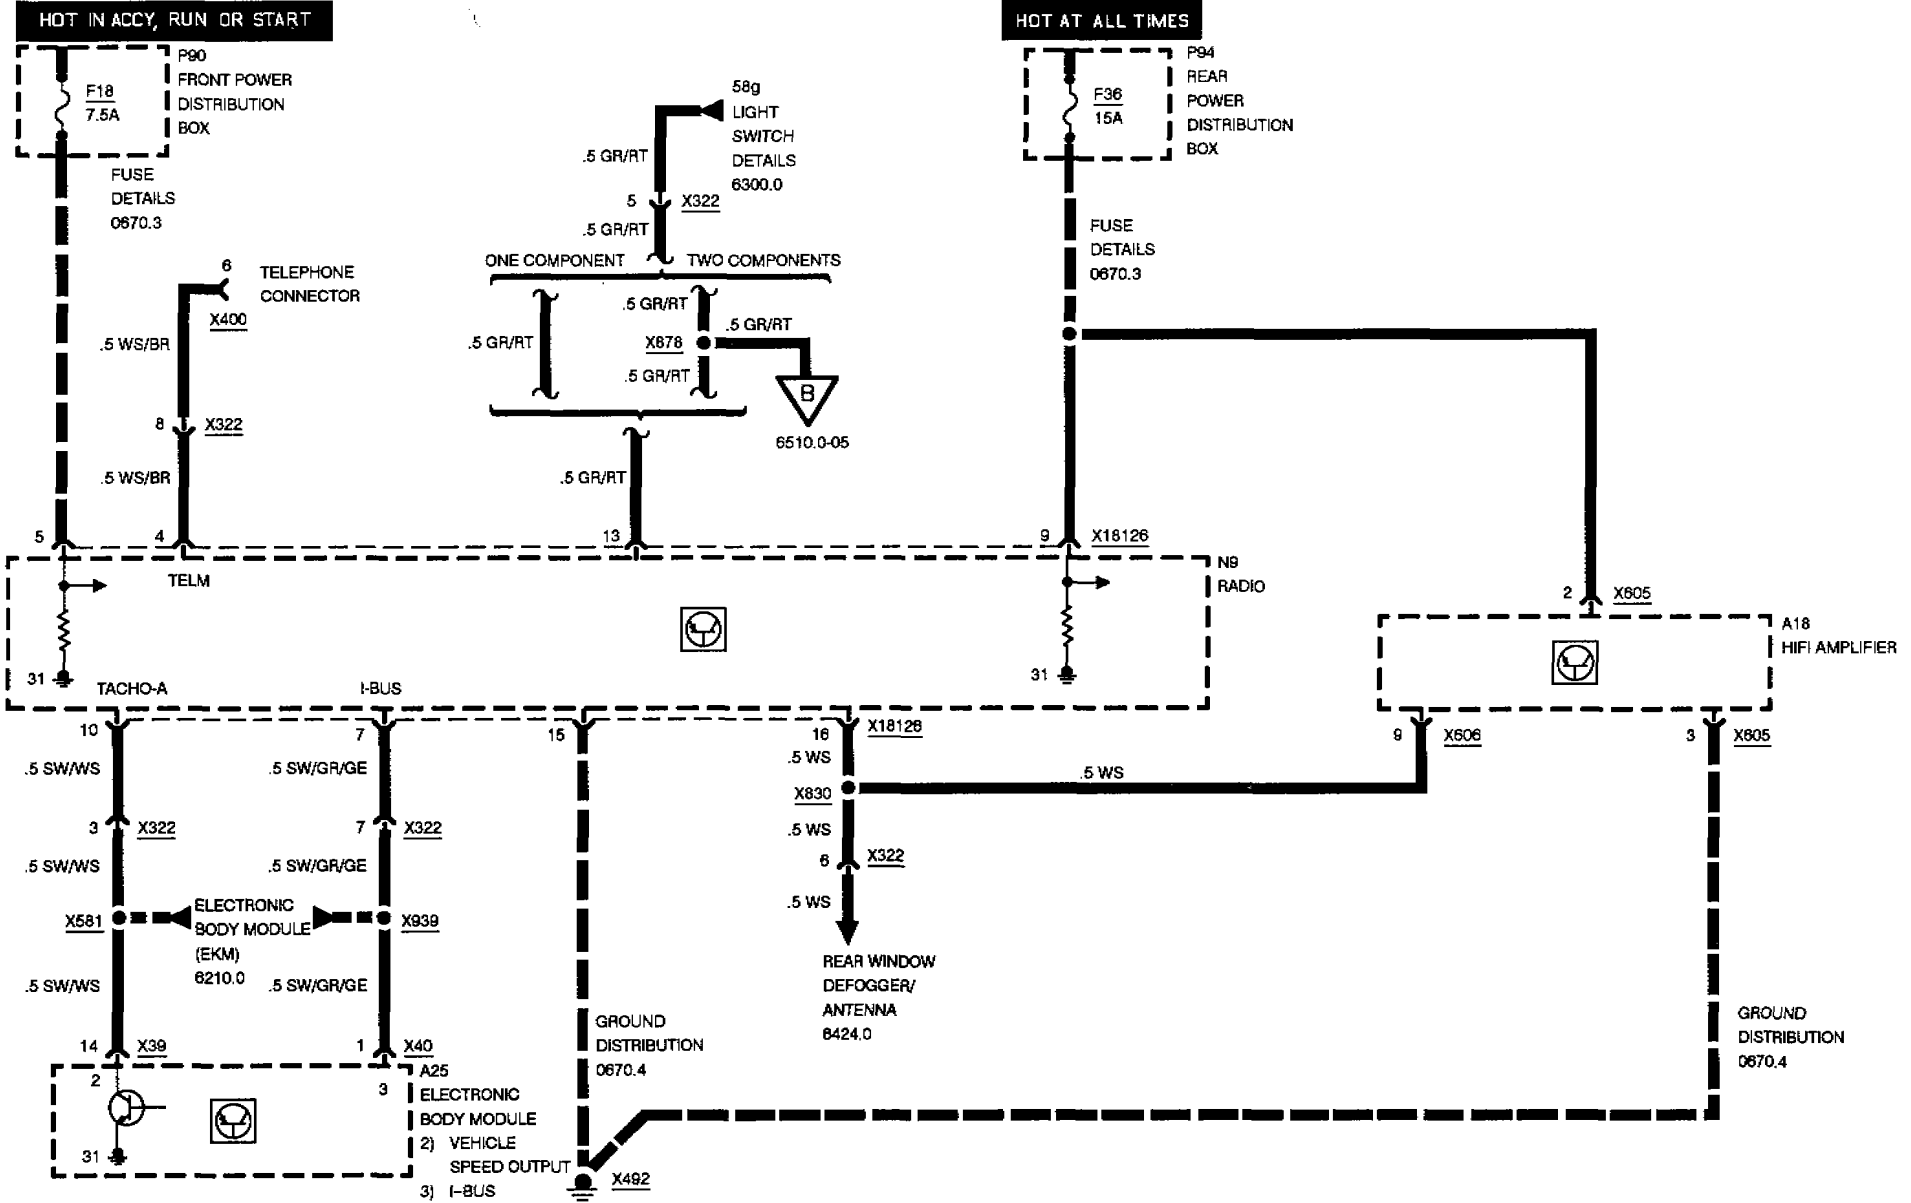 HOT IN ACCY, RUN OR START
HOT AT ALL TIMES
F18
7.5A
P90
FRONT POWER
DISTRIBUTION
BOX
FUSE
DETAILS
0670.3
58g
LIGHT
SWITCH
DETAILS
6300.0
.5 GR/RT
5
X322
.5 GR/RT
F36
15A
P94
REAR
POWER
DISTRIBUTION
BOX
FUSE
DETAILS
0670.3
6
TELEPHONE
CONNECTOR
X400
.5 WS/BR
8
X322
.5 WS/BR
ONE COMPONENT
TWO COMPONENTS
.5 GR/RT
.5 GR/RT
.5 GR/RT
X678
.5 GR/RT
B
6510.0-05
.5 GR/RT
5
4
13
9
X18126
TELM
N9
RADIO
31
31
TACHO-A
I-BUS
2
X605
A18
HIFI AMPLIFIER
10
7
15
16
X18126
9
X606
3
X605
.5 SW/WS
.5 SW/GR/GE
.5 WS
X830
.5 WS
.5 WS
3
X322
7
X322
6
X322
.5 SW/WS
.5 SW/GR/GE
.5 WS
X581
ELECTRONIC
BODY MODULE
(EKM)
6210.0
X939
REAR WINDOW
DEFOGGER/
ANTENNA
6424.0
.5 SW/WS
.5 SW/GR/GE
GROUND
DISTRIBUTION
0670.4
GROUND
DISTRIBUTION
0670.4
14
X39
1
X40
2
3
31
A25
ELECTRONIC
BODY MODULE
2) VEHICLE
SPEED OUTPUT
3) I-BUS
X492